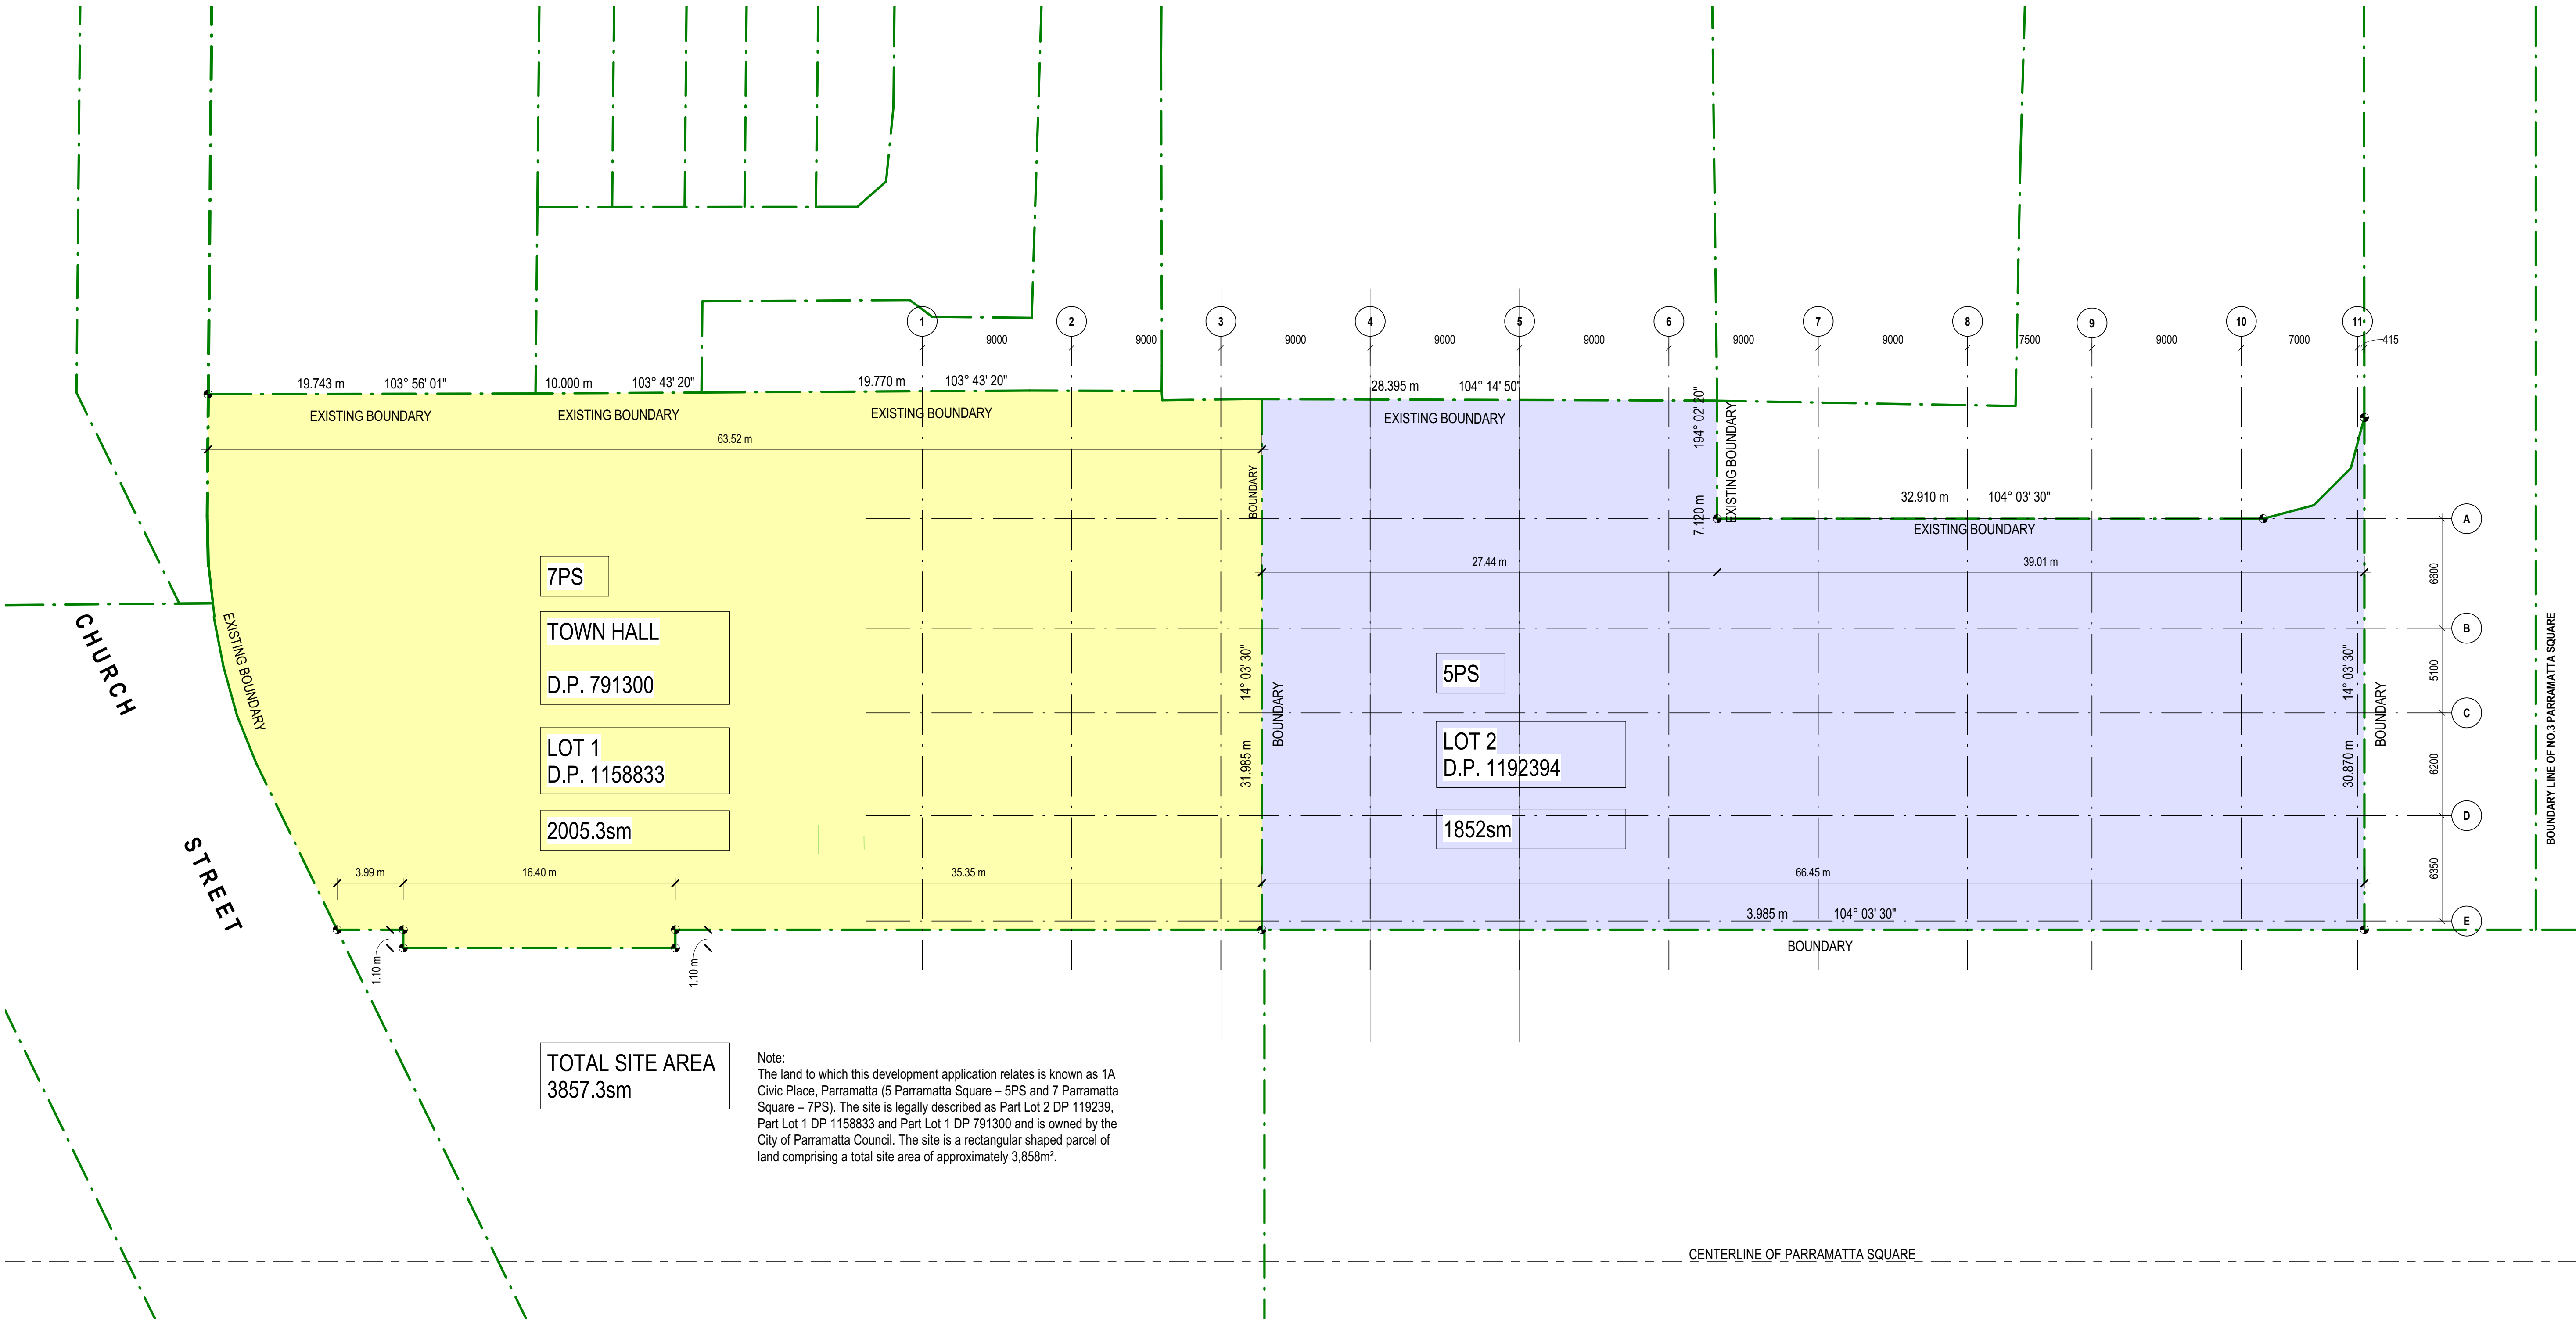 1
2
3
4
5
6
7
8
9
10
11
9000
9000
9000
9000
9000
9000
9000
7500
9000
7000
415
19.743 m 103° 56' 01"
10.000 m 103° 43' 20"
19.770 m 103° 43' 20"
28.395 m 104° 14' 50"
EXISTING BOUNDARY
EXISTING BOUNDARY
EXISTING BOUNDARY
EXISTING BOUNDARY
63.52 m
BOUNDARY
7.120 m 194° 02' 20"
EXISTING BOUNDARY
32.910 m 104° 03' 30"
EXISTING BOUNDARY
A
27.44 m
39.01 m
6600
7PS
TOWN HALL
D.P. 791300
LOT 1
D.P. 1158833
2005.3sm
EXISTING BOUNDARY
CHURCH
STREET
31.985 m 14° 03' 30"
BOUNDARY
5PS
LOT 2
D.P. 1192394
1852sm
30.870 m 14° 03' 30"
BOUNDARY
B
5100
C
6200
D
6350
E
BOUNDARY LINE OF NO.3 PARRAMATTA SQUARE
3.99 m
16.40 m
35.35 m
66.45 m
3.985 m 104° 03' 30"
BOUNDARY
1.10 m
1.10 m
TOTAL SITE AREA
3857.3sm
Note:
The land to which this development application relates is known as 1A
Civic Place, Parramatta (5 Parramatta Square – 5PS and 7 Parramatta
Square – 7PS). The site is legally described as Part Lot 2 DP 119239,
Part Lot 1 DP 1158833 and Part Lot 1 DP 791300 and is owned by the
City of Parramatta Council. The site is a rectangular shaped parcel of
land comprising a total site area of approximately 3,858m².
CENTERLINE OF PARRAMATTA SQUARE